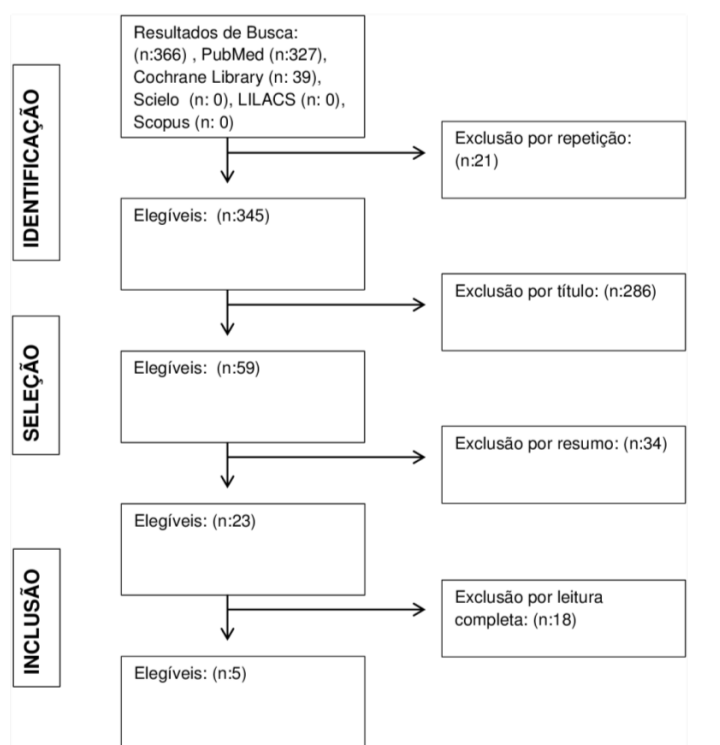 Resultados de Busca:
(n:366) , PubMed (n:327),
Cochrane Library (n: 39),
Scielo (n: 0), LILACS (n: 0),
Scopus (n: 0)
IDENTIFICAÇÃO
Exclusão por repetição:
(n:21)
Elegíveis: (n:345)
Exclusão por título: (n:286)
SELEÇÃO
Elegíveis: (n:59)
Exclusão por resumo: (n:34)
Elegíveis: (n:23)
INCLUSÃO
Exclusão por leitura
completa: (n:18)
Elegíveis: (n:5)